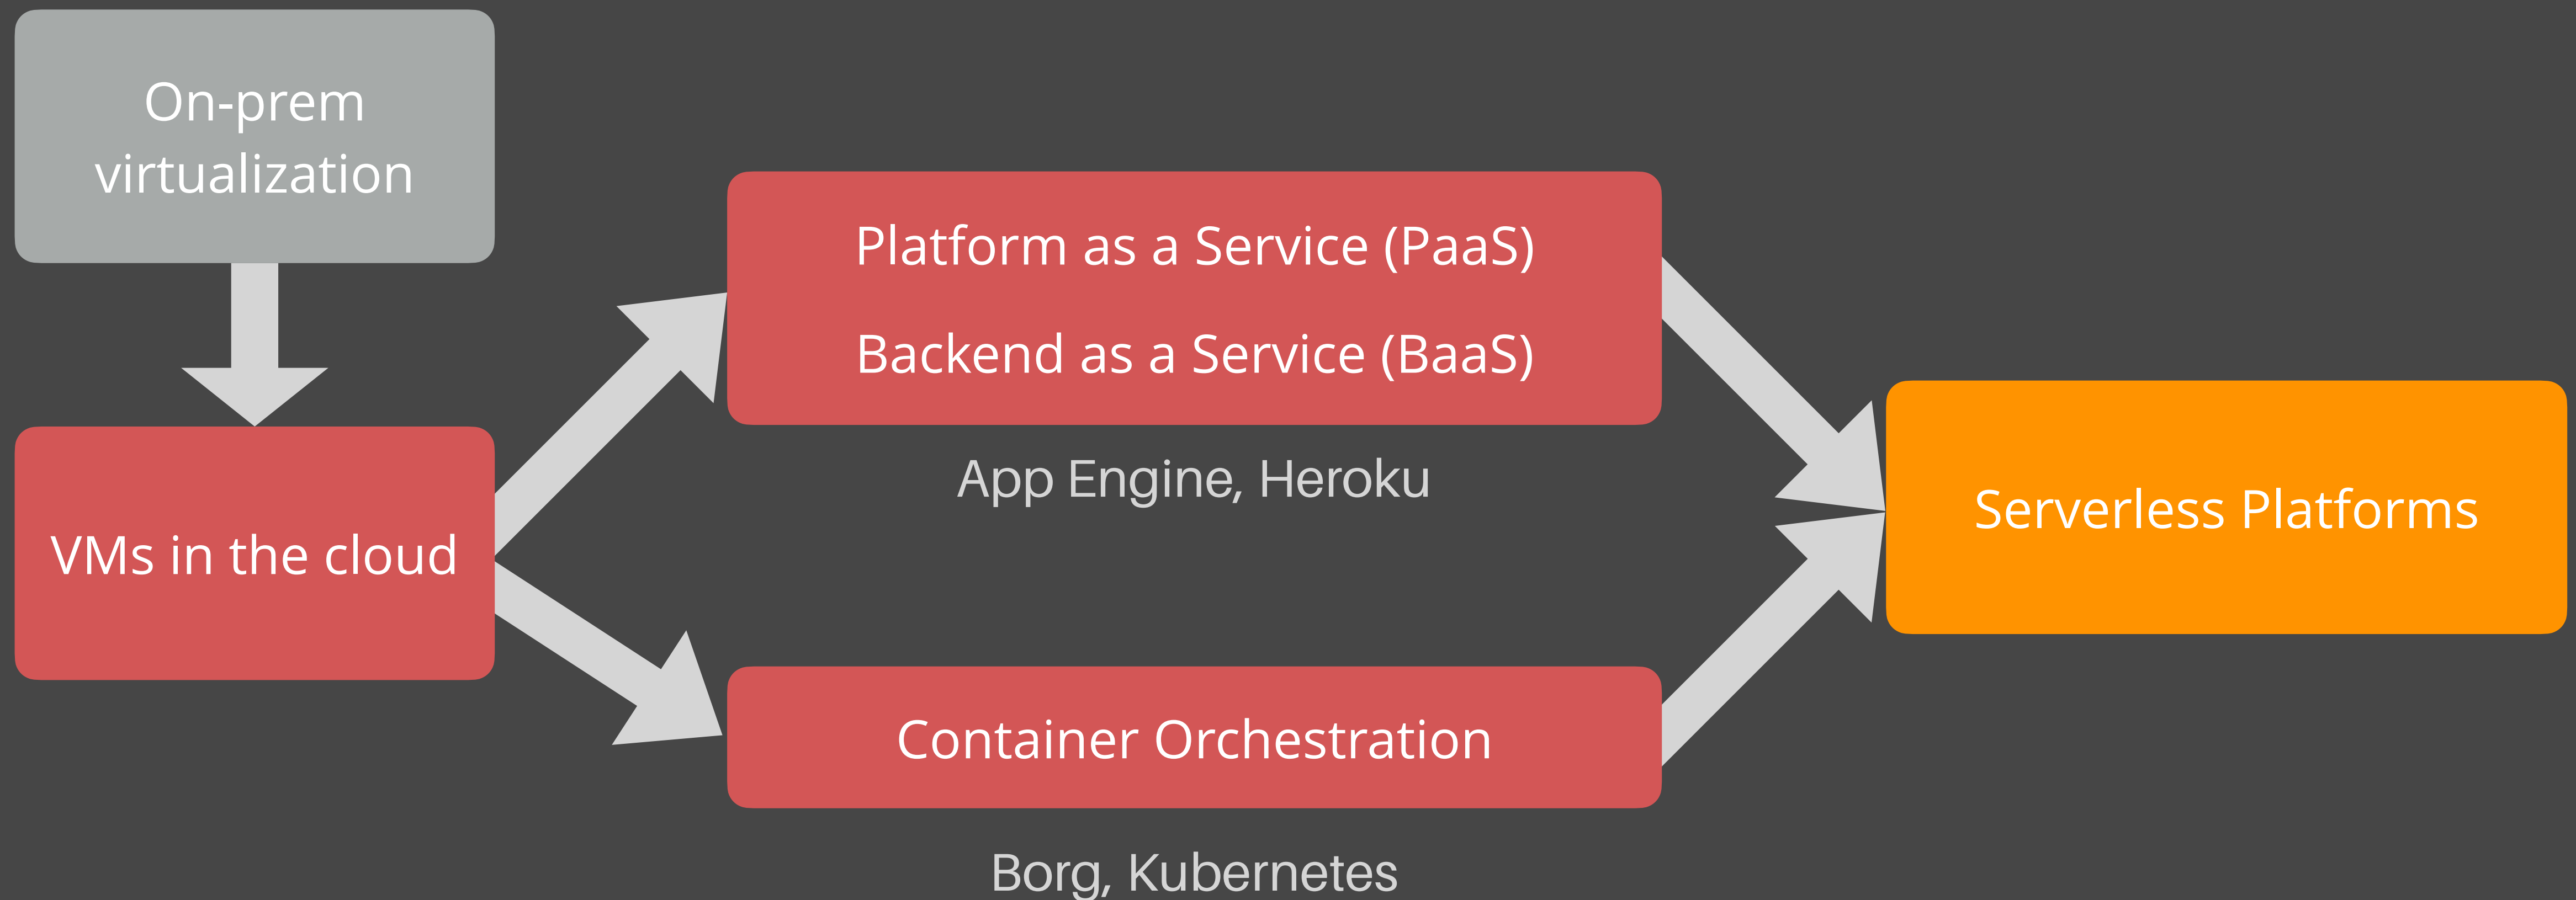 On-prem
virtualization
VMs in the cloud
Platform as a Service (PaaS)
Backend as a Service (BaaS)
App Engine, Heroku
Container Orchestration
Borg, Kubernetes
Serverless Platforms